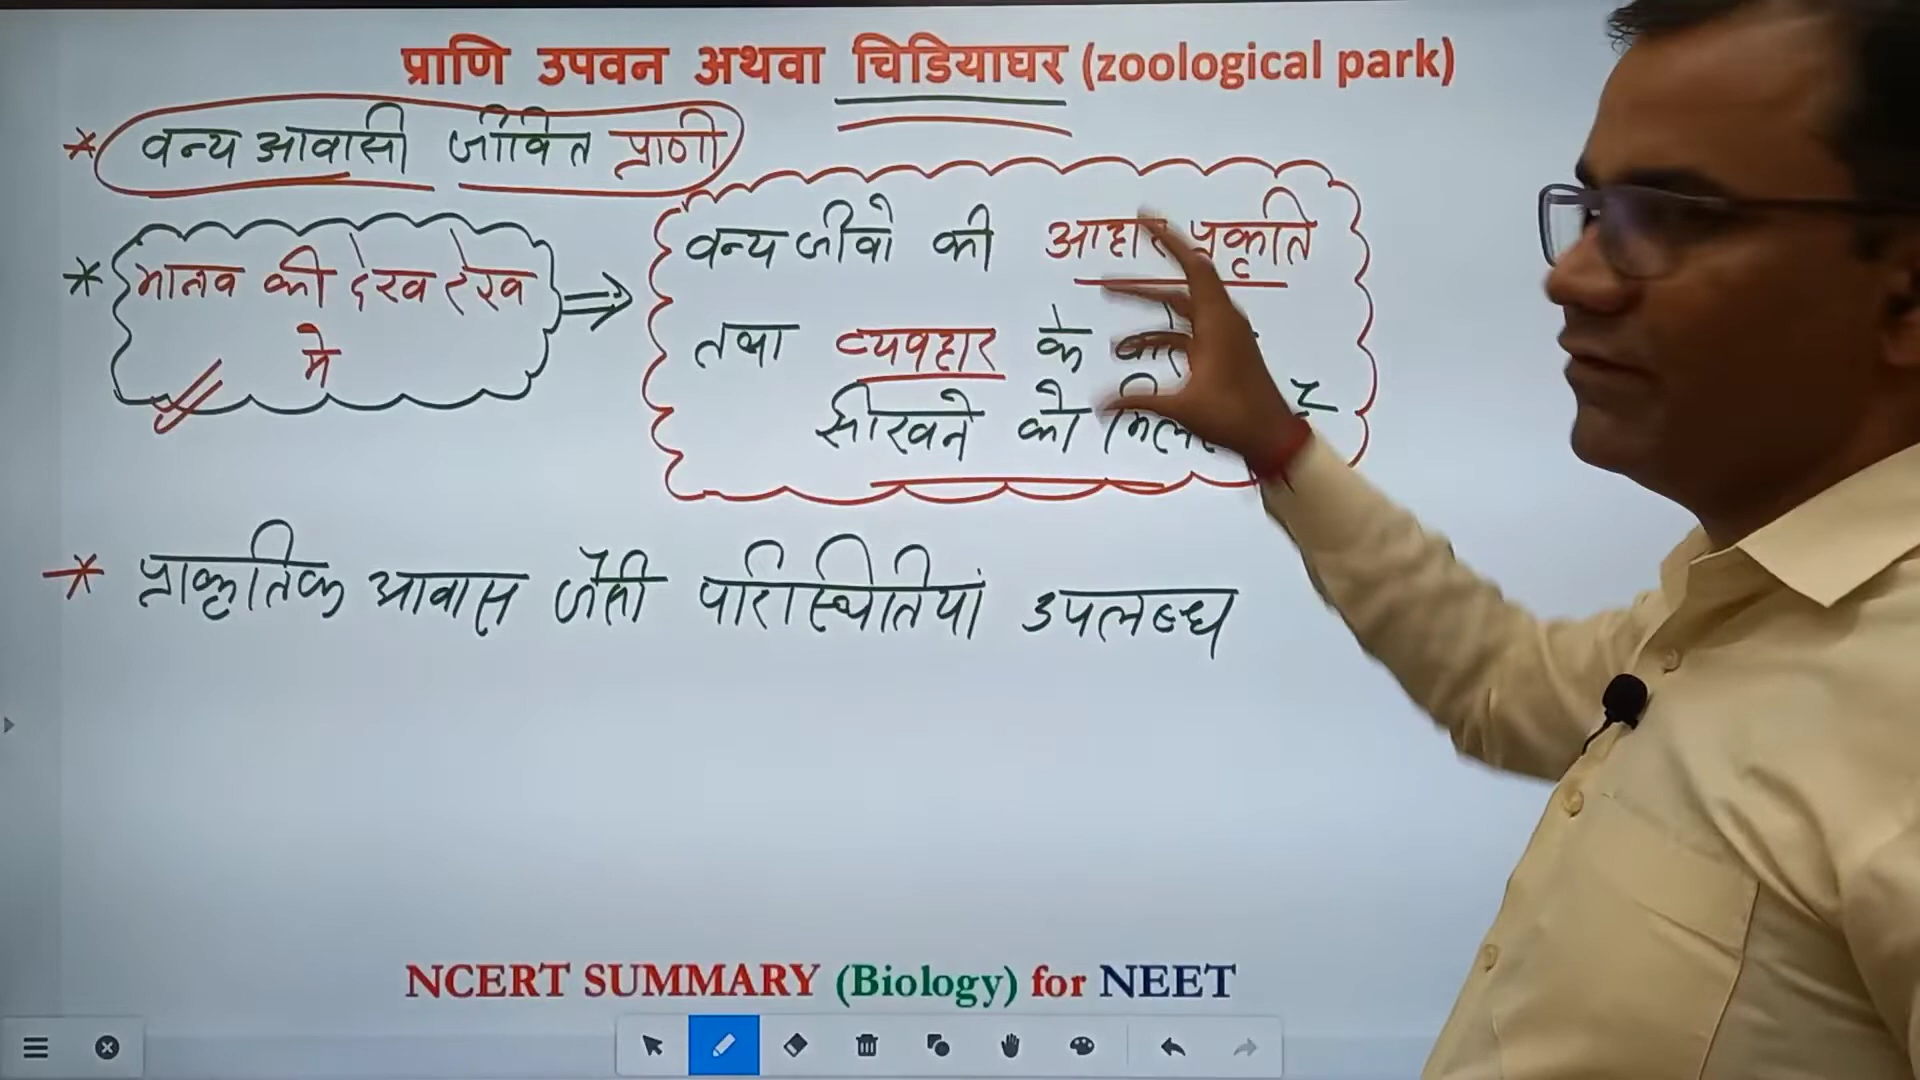 प्राणि उपवन अथवा चिडियाघर (zoological park)
* वन्य आवासी जीवित प्राणी
* मानव की देख रेख
मे
वन्य जीवो की आहार प्रकृति
तथा व्यवहार के
सीखने को
* प्राकृतिक आवास जैसी परिस्थितियां उपलब्ध
NCERT SUMMARY (Biology) for NEET